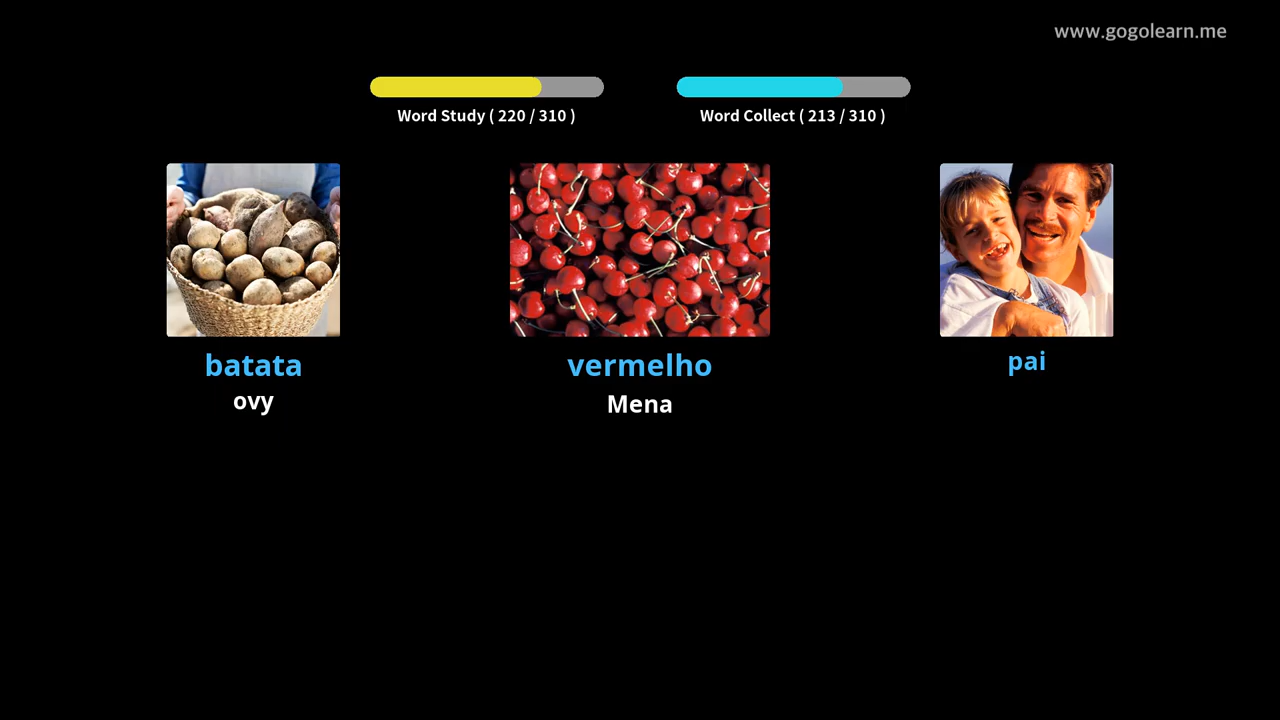 www.gogolearn.me
Word Study ( 220 / 310 )
Word Collect ( 213 / 310 )
batata
vermelho
pai
ovy
Mena